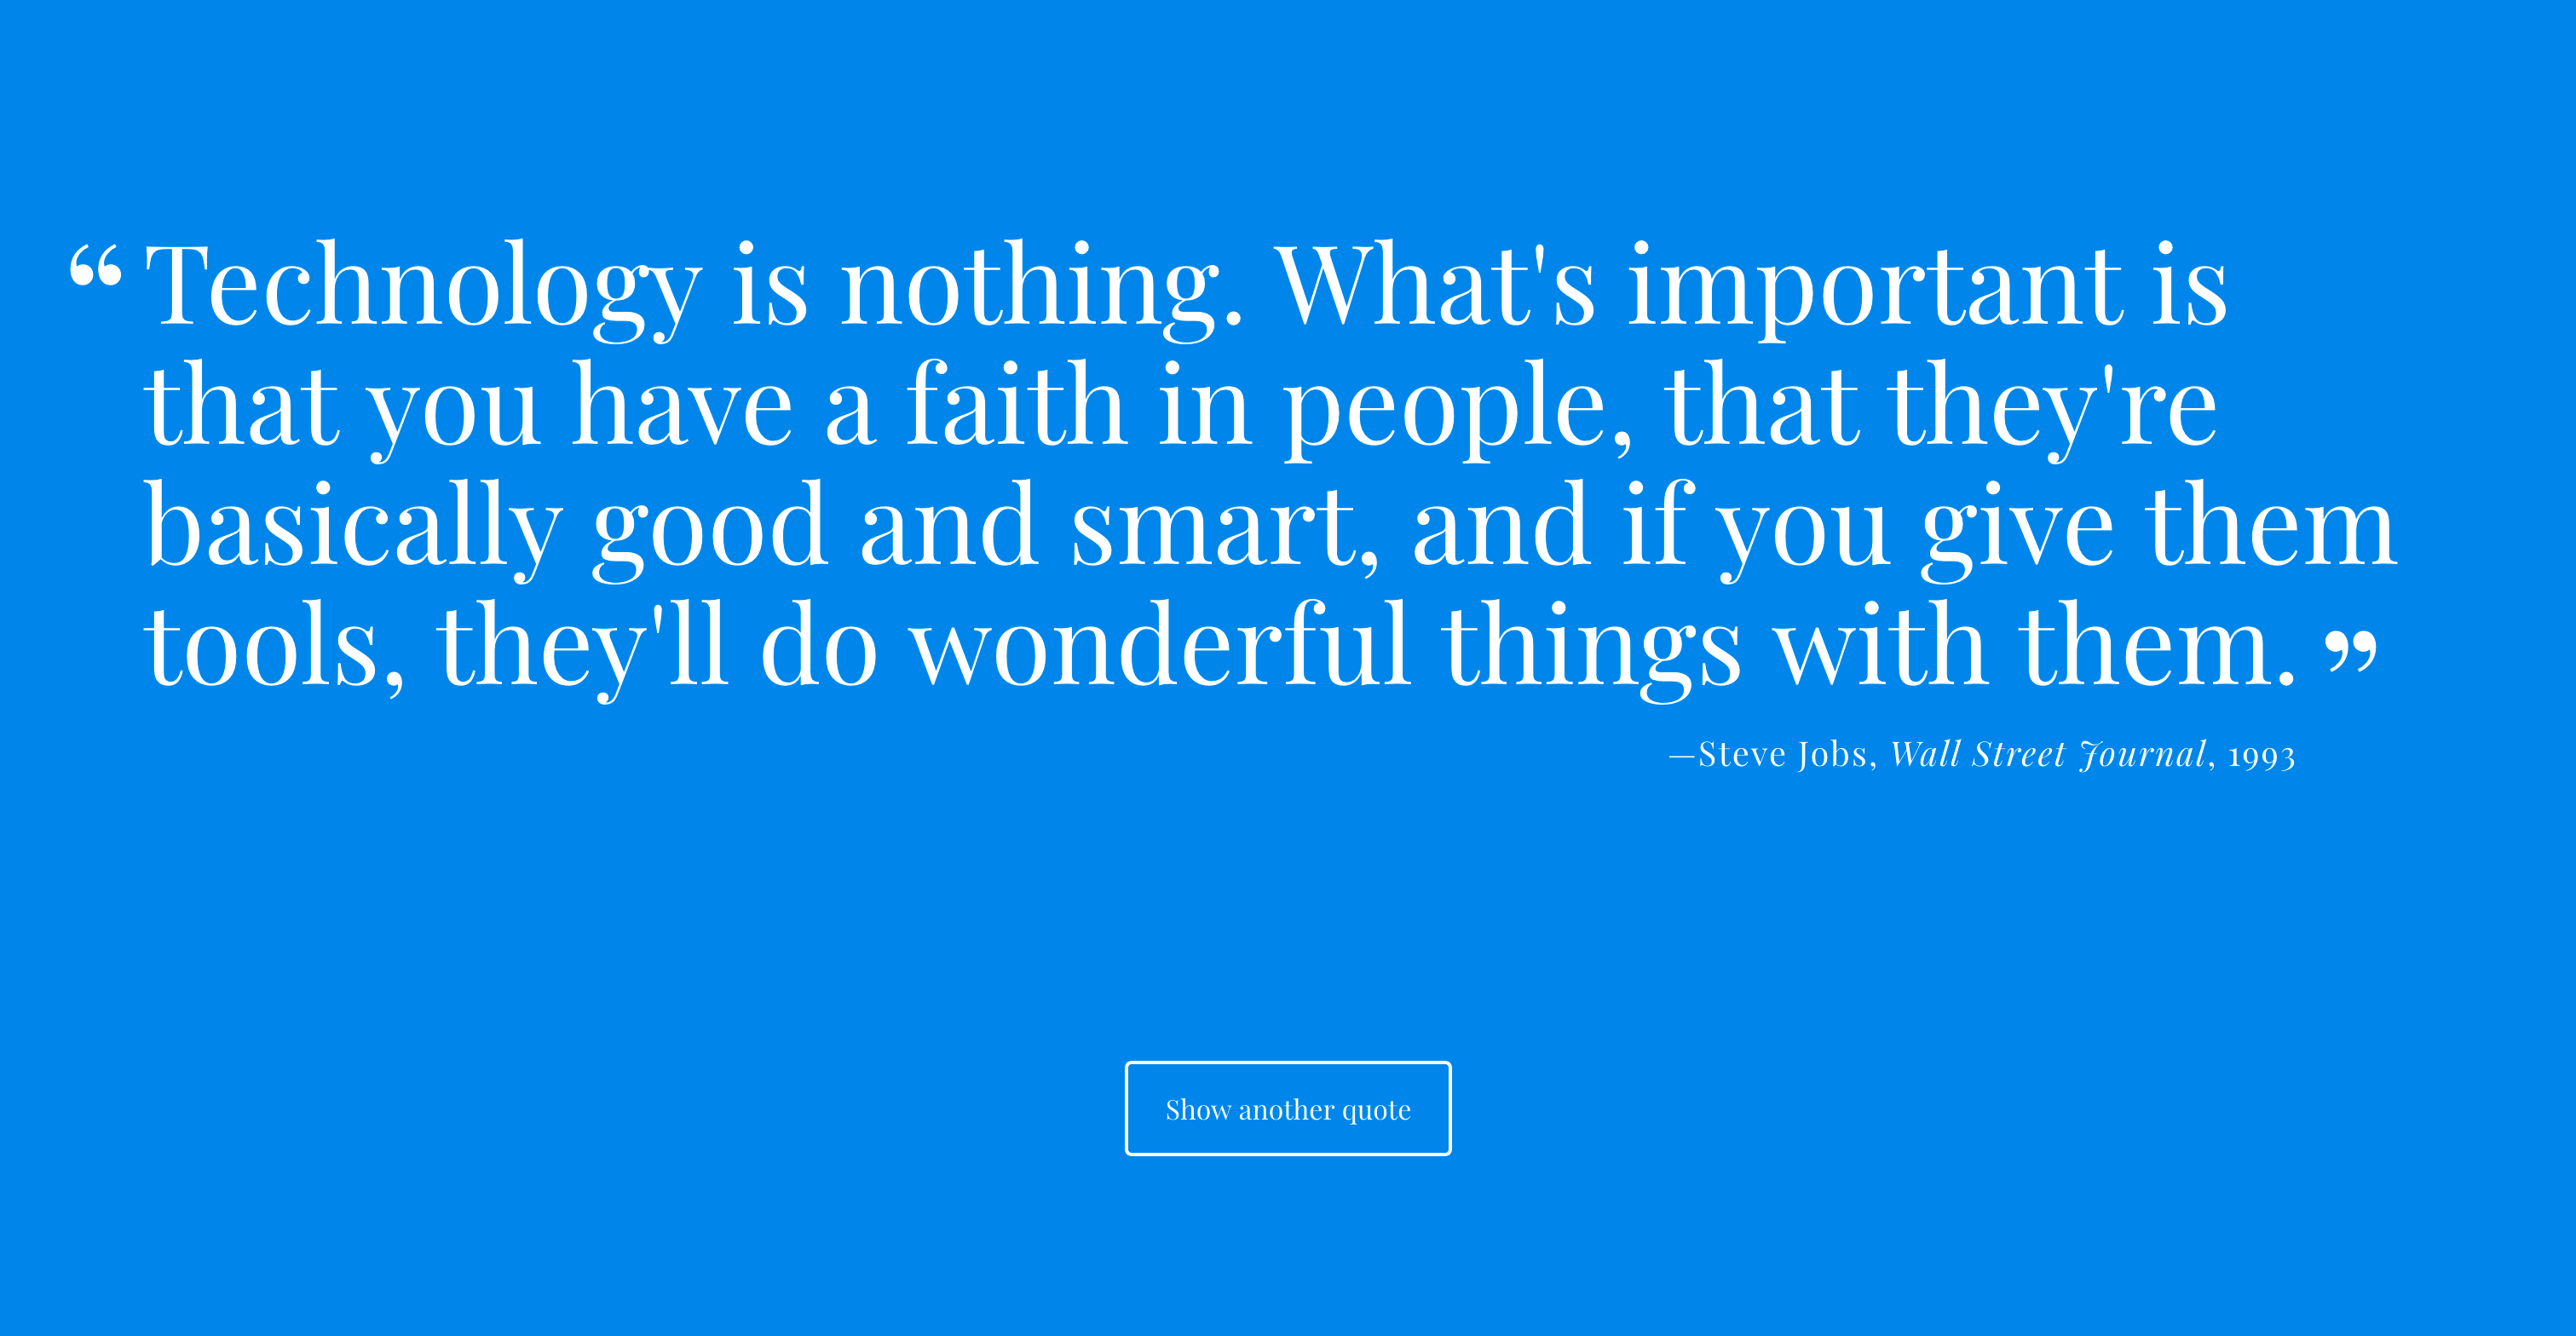 “Technology is nothing. What's important is
that you have a faith in people, that they're
basically good and smart, and if you give them
tools, they'll do wonderful things with them.”
—Steve Jobs, Wall Street Journal, 1993
Show another quote